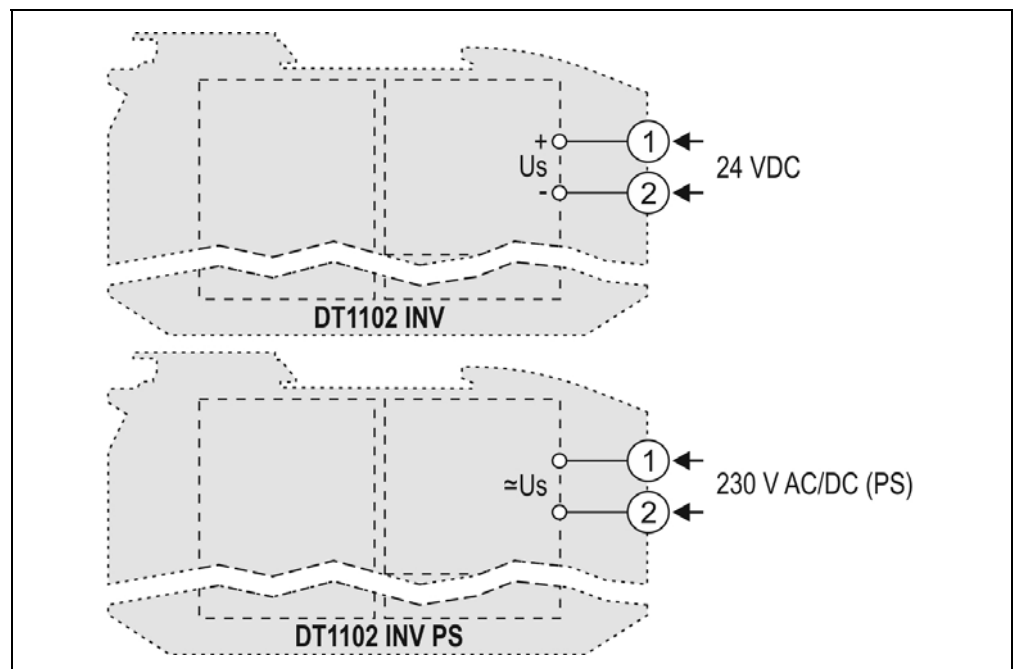 +
1
Us
24 VDC
-
2
DT1102 INV
1
≃Us
230 V AC/DC (PS)
2
DT1102 INV PS